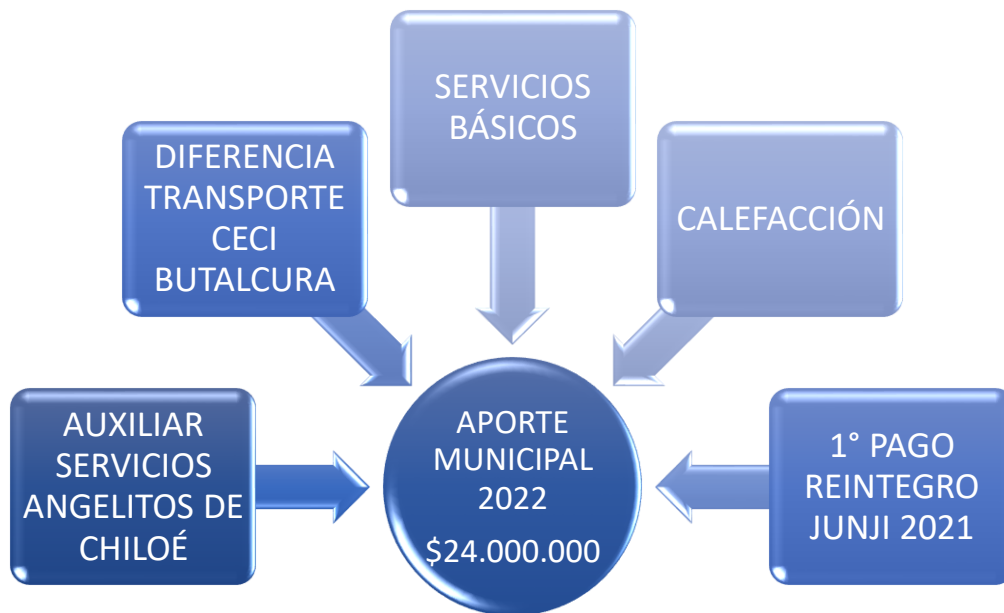 SERVICIOS
BÁSICOS
DIFERENCIA
TRANSPORTE
CECI
BUTALCURA
CALEFACCIÓN
AUXILIAR
SERVICIOS
ANGELITOS DE
CHILOÉ
APORTE
MUNICIPAL
2022
$24.000.000
1° PAGO
REINTEGRO
JUNJI 2021